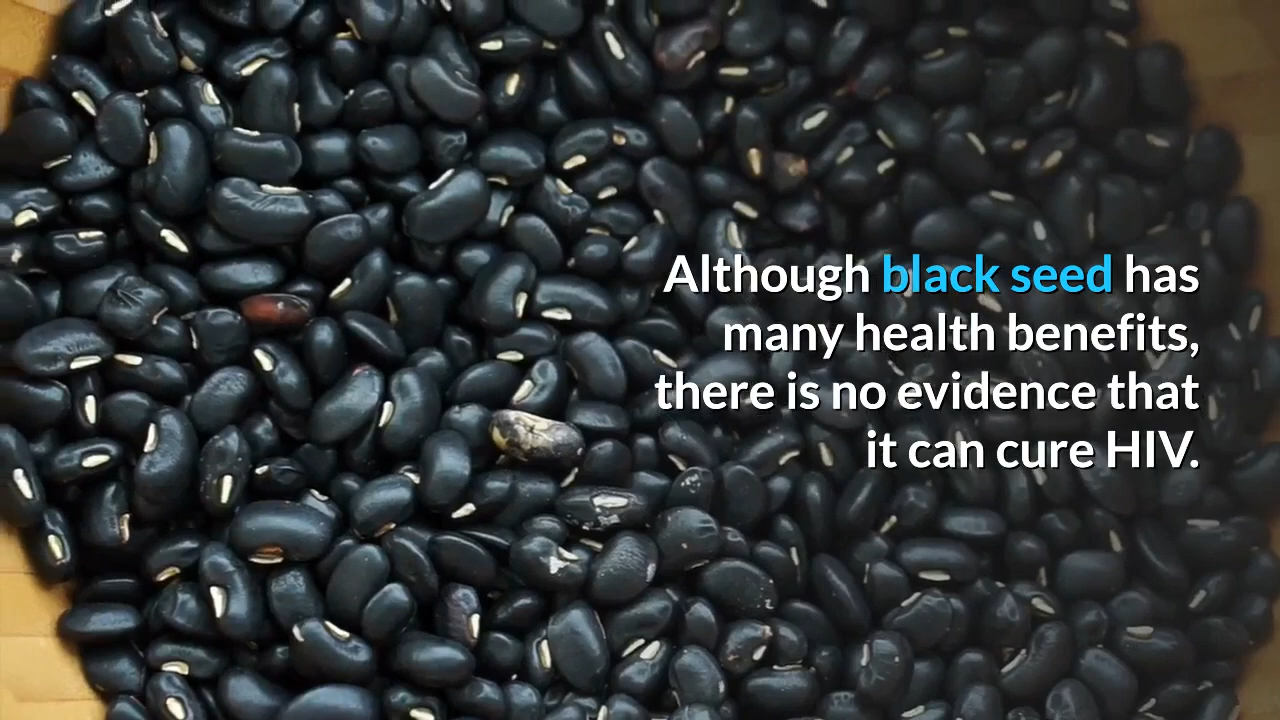 Although black seed has
many health benefits,
there is no evidence that
it can cure HIV.